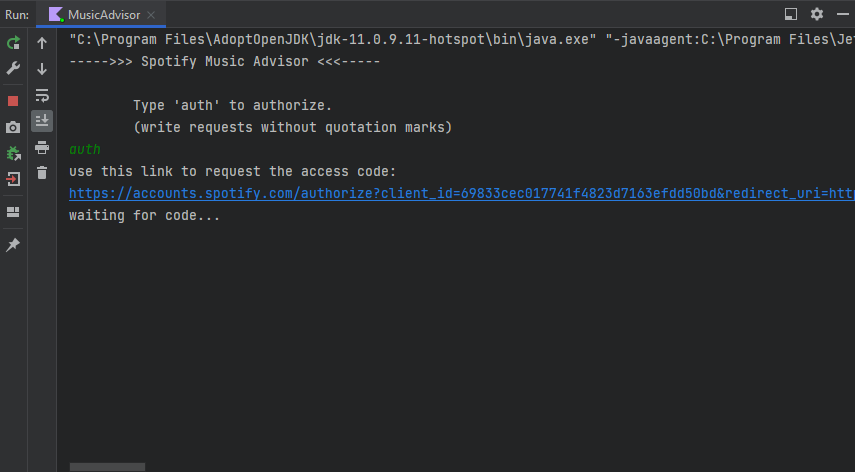 Run: MusicAdvisor
"C:\Program Files\AdoptOpenJDK\jdk-11.0.9.11-hotspot\bin\java.exe" "-javaagent:C:\Program Files\Je
----->>> Spotify Music Advisor <<<-----
Type 'auth' to authorize.
(write requests without quotation marks)
auth
use this link to request the access code:
https://accounts.spotify.com/authorize?client_id=69833cec017741f4823d7163efdd50bd&redirect_uri=http
waiting for code...